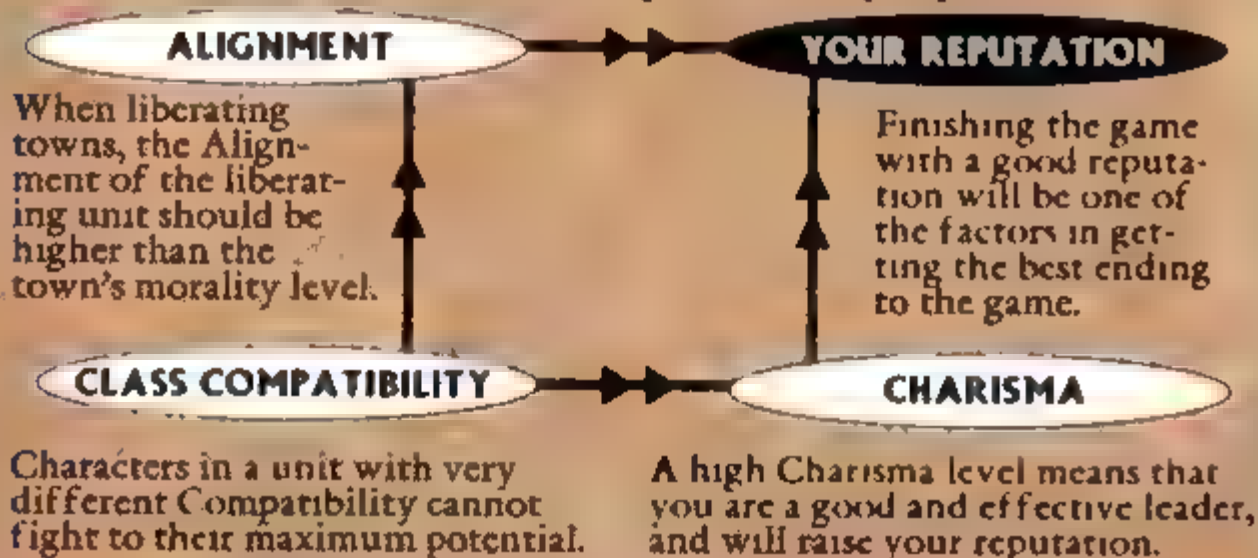 ALIGNMENT
YOUR REPUTATION
When liberating
towns, the Align-
ment of the liberat-
ing unit should be
higher than the
town's morality level.
Finishing the game
with a good reputa-
tion will be one of
the factors in get-
ting the best ending
to the game.
CLASS COMPATIBILITY
CHARISMA
Characters in a unit with very
different Compatibility cannot
fight to their maximum potential.
A high Charisma level means that
you are a good and effective leader,
and will raise your reputation.